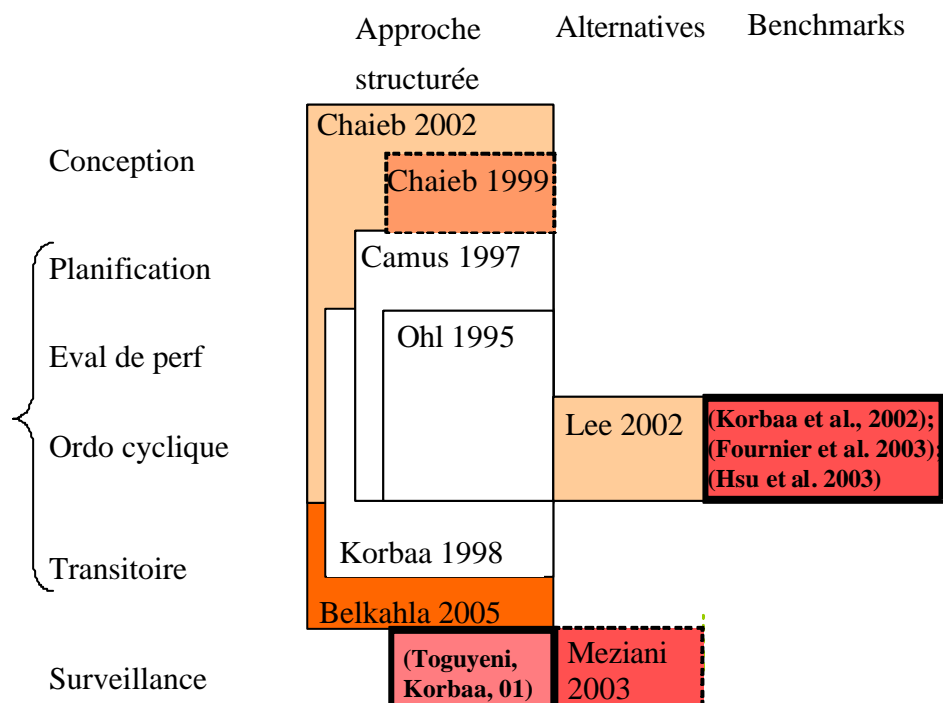 Approche
structurée
Alternatives
Benchmarks
Chaieb 2002
Conception
Chaieb 1999
Camus 1997
Planification
Ohl 1995
Eval de perf
Lee 2002
(Korbaa et al., 2002);
(Fournier et al. 2003);
(Hsu et al. 2003)
Ordo cyclique
Korbaa 1998
Transitoire
Belkahla 2005
(Toguyeni,
Korbaa, 01)
Meziani
2003
Surveillance